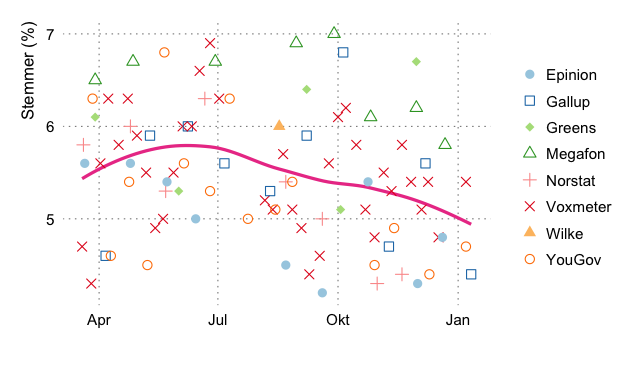 Stemmer (%)
7
6
5
Apr
Jul
Okt
Jan
Epinion
Gallup
Greens
Megafon
Norstat
Voxmeter
Wilke
YouGov